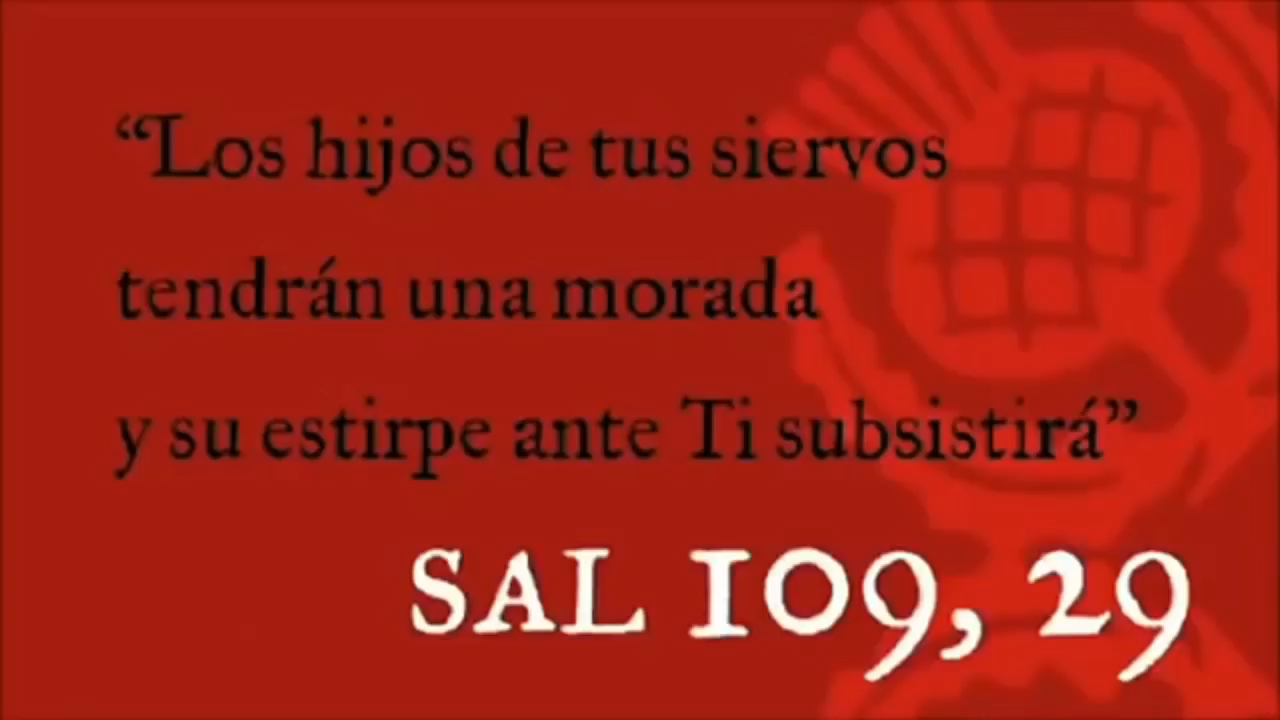 “Los hijos de tus siervos
tendrán una morada
y su estirpe ante Ti subsistirá”
SAL 109, 29